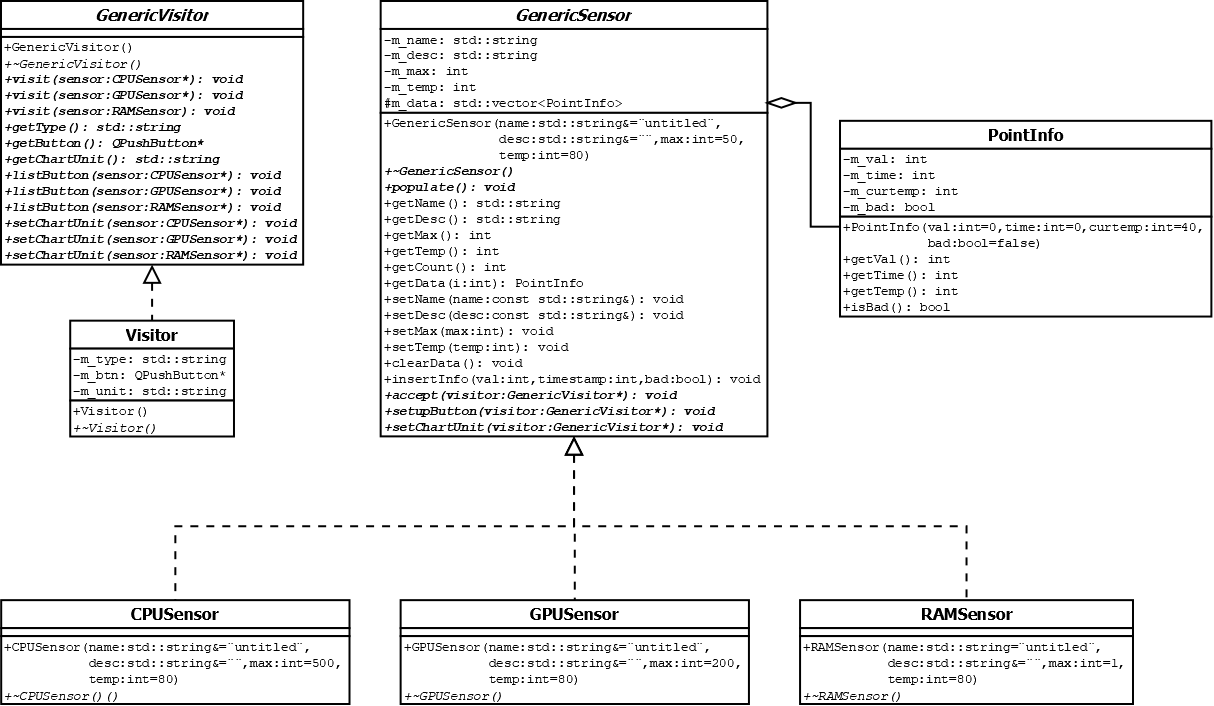 GenericVisitor
+GenericVisitor()
+~GenericVisitor()
+visit(sensor:CPUSensor*): void
+visit(sensor:GPUSensor*): void
+visit(sensor:RAMSensor): void
+getType(): std::string
+getButton(): QPushButton*
+getChartUnit(): std::string
+listButton(sensor:CPUSensor*): void
+listButton(sensor:GPUSensor*): void
+listButton(sensor:RAMSensor*): void
+setChartUnit(sensor:CPUSensor*): void
+setChartUnit(sensor:GPUSensor*): void
+setChartUnit(sensor:RAMSensor*): void
Visitor
-m_type: std::string
-m_btn: QPushButton*
-m_unit: std::string
+Visitor()
+~Visitor()
GenericSensor
-m_name: std::string
-m_desc: std::string
-m_max: int
-m_temp: int
#m_data: std::vector<PointInfo>
+GenericSensor(name:std::string&="untitled",
desc:std::string&="",max:int=50,
temp:int=80)
+~GenericSensor()
+populate(): void
+getName(): std::string
+getDesc(): std::string
+getMax(): int
+getTemp(): int
+getCount(): int
+getData(i:int): PointInfo
+setName(name:const std::string&): void
+setDesc(desc:const std::string&): void
+setMax(max:int): void
+setTemp(temp:int): void
+clearData(): void
+insertInfo(val:int,timestamp:int,bad:bool): void
+accept(visitor:GenericVisitor*): void
+setupButton(visitor:GenericVisitor*): void
+setChartUnit(visitor:GenericVisitor*): void
PointInfo
-m_val: int
-m_time: int
-m_curtemp: int
-m_bad: bool
+PointInfo(val:int=0,time:int=0,curtemp:int=40,
bad:bool=false)
+getVal(): int
+getTime(): int
+getTemp(): int
+isBad(): bool
CPUSensor
+CPUSensor(name:std::string&="untitled",
desc:std::string&="",max:int=500,
temp:int=80)
+~CPUSensor()()
GPUSensor
+GPUSensor(name:std::string&="untitled",
desc:std::string&="",max:int=200,
temp:int=80)
+~GPUSensor()
RAMSensor
+RAMSensor(name:std::string="untitled",
desc:std::string&="",max:int=1,
temp:int=80)
+~RAMSensor()